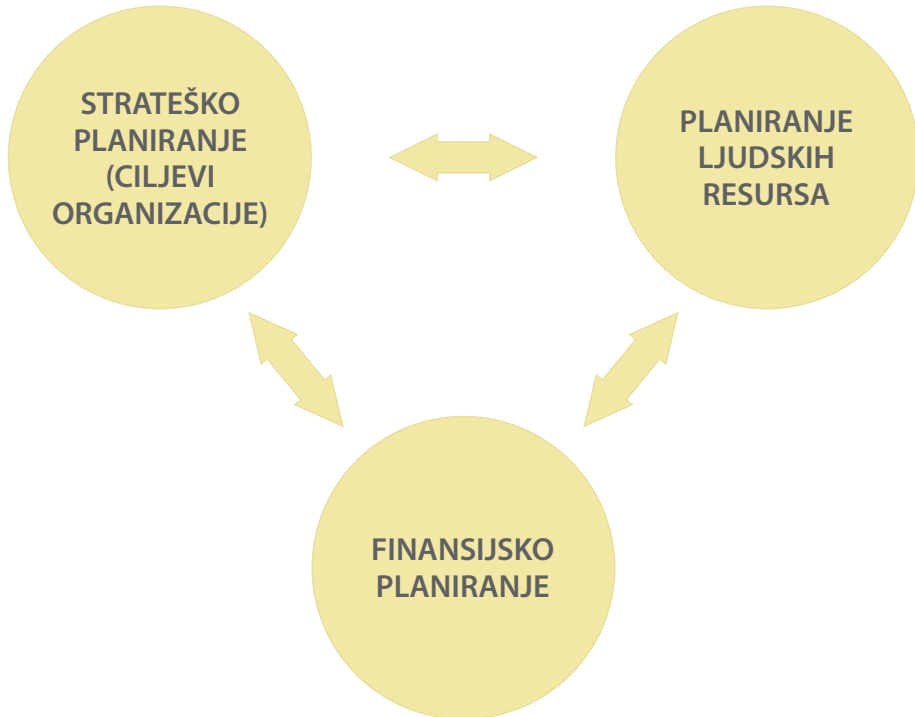 STRATEŠKO
PLANIRANJE
(CILJEVI
ORGANIZACIJE)
PLANIRANJE
LJUDSKIH
RESURSA
FINANSIJSKO
PLANIRANJE